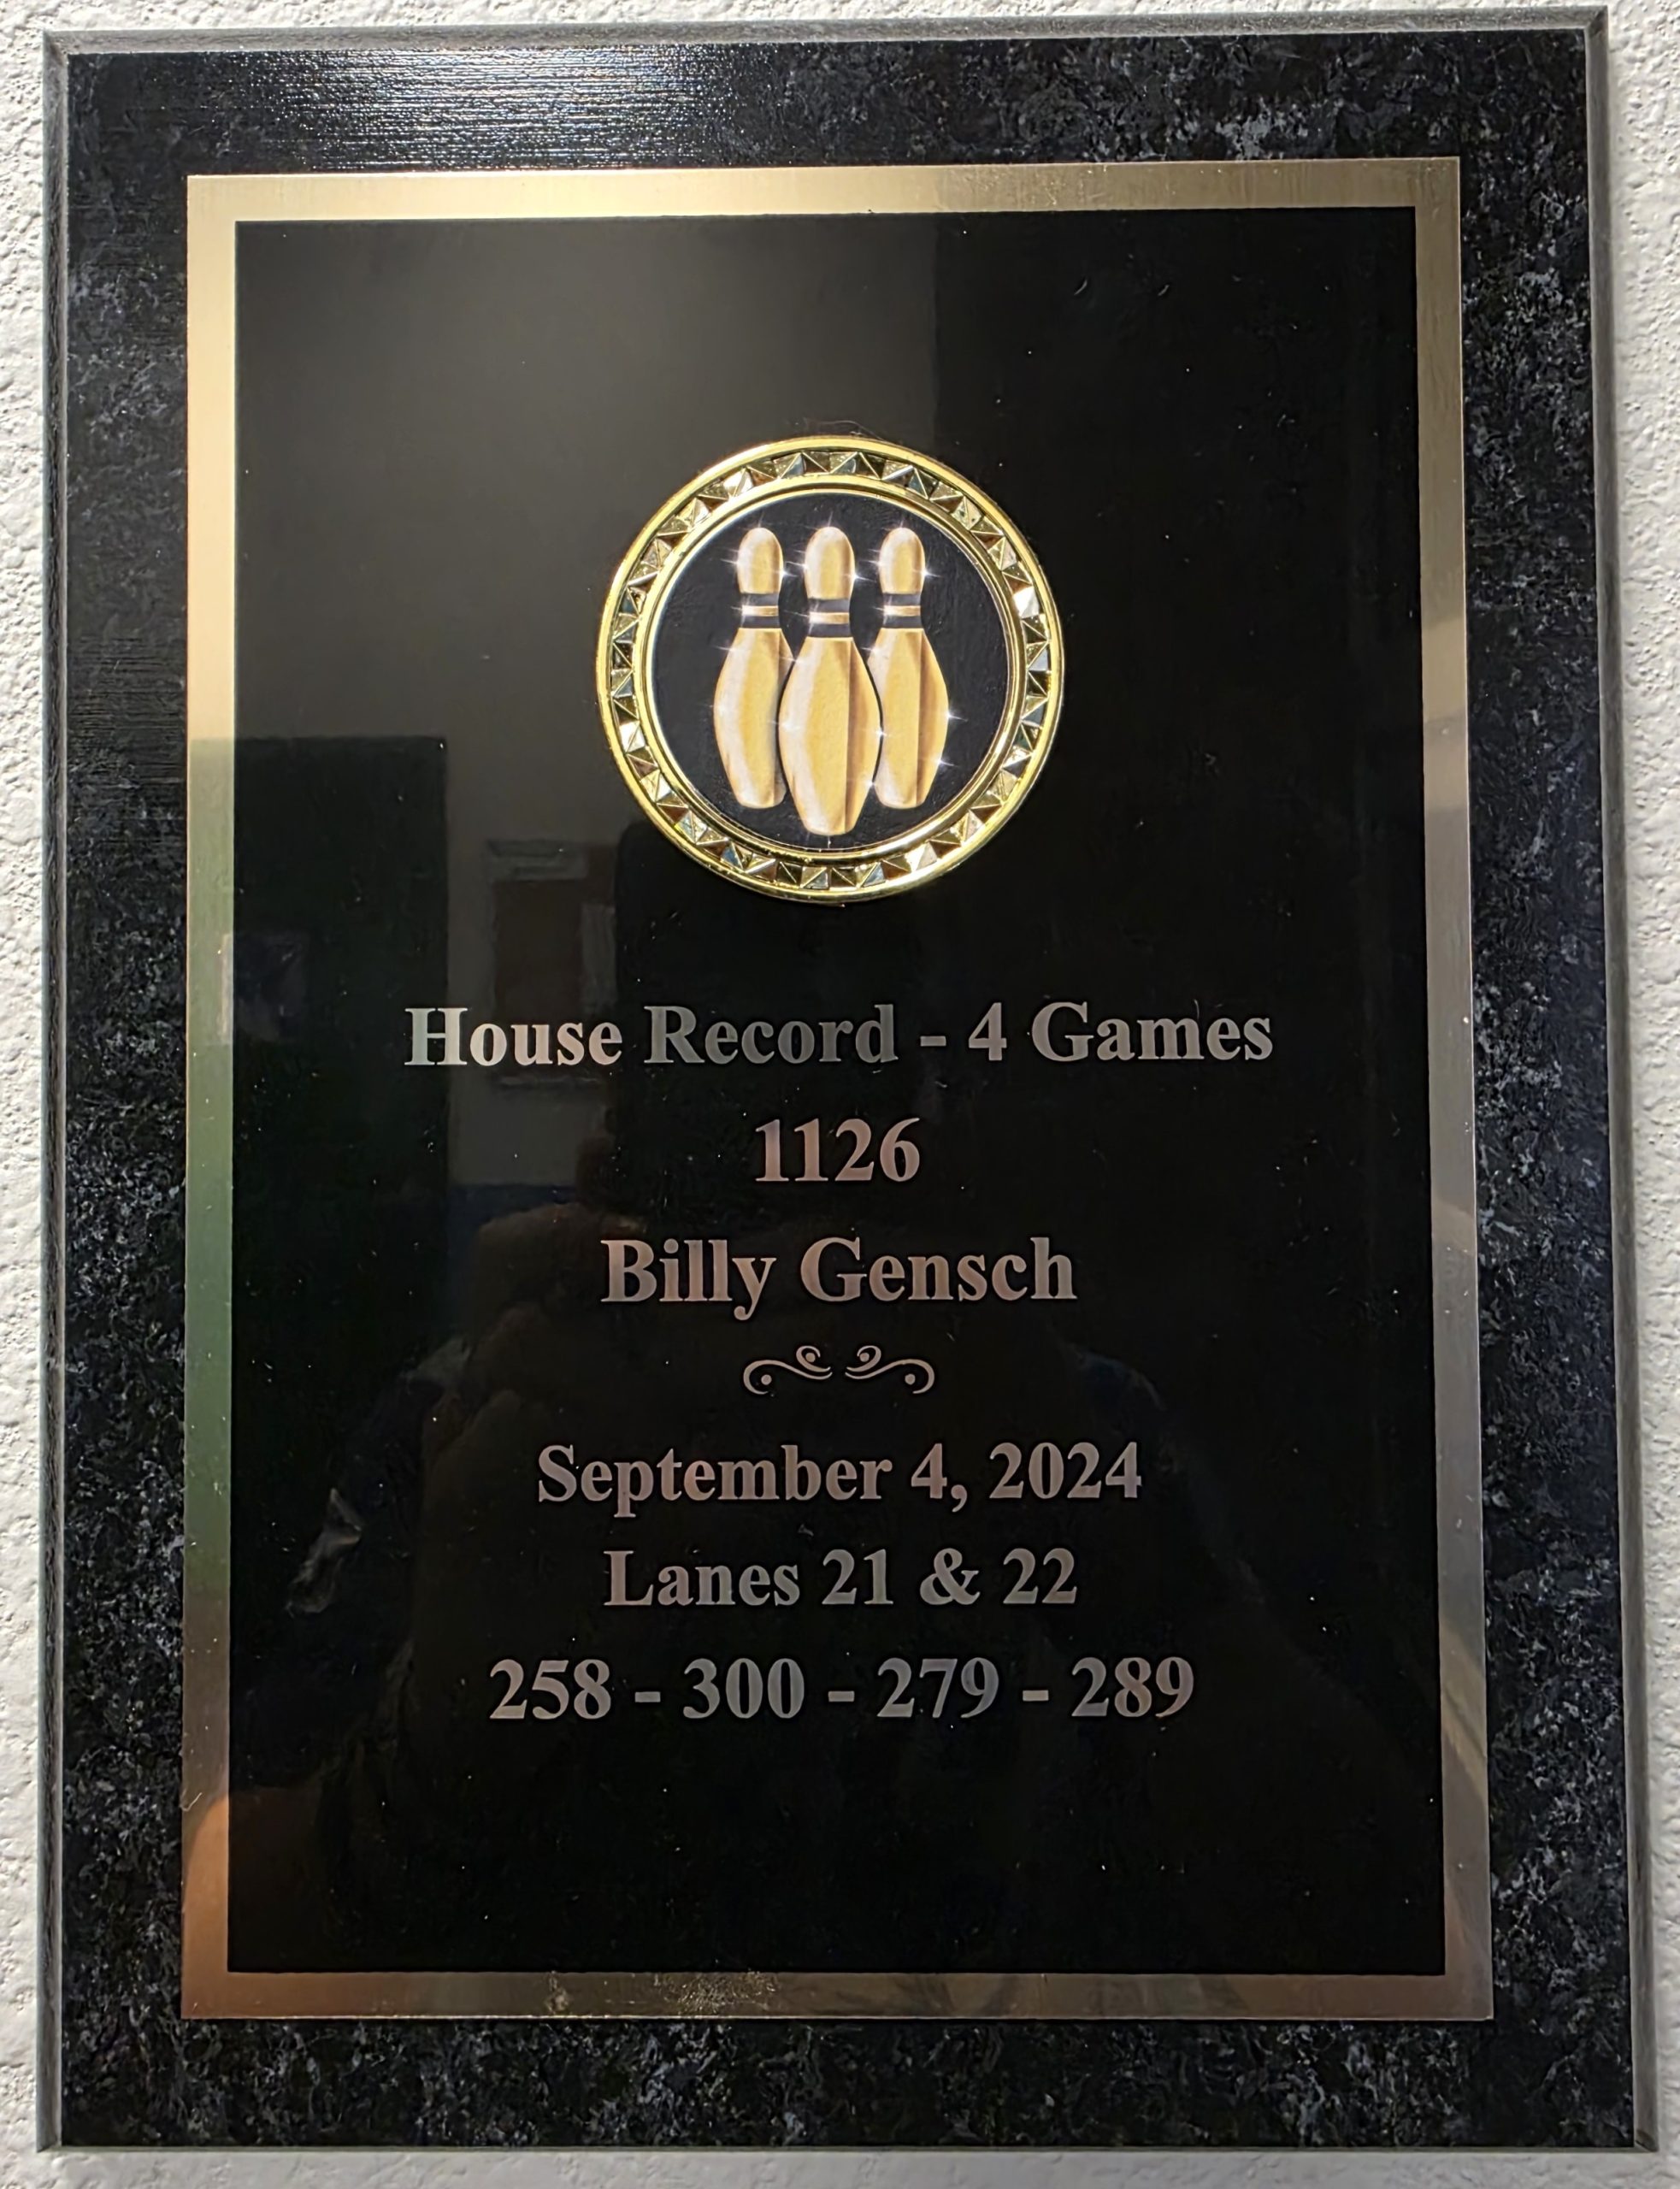 House Record - 4 Games
1126
Billy Gensch
September 4, 2024
Lanes 21 & 22
258 - 300 - 279 - 289